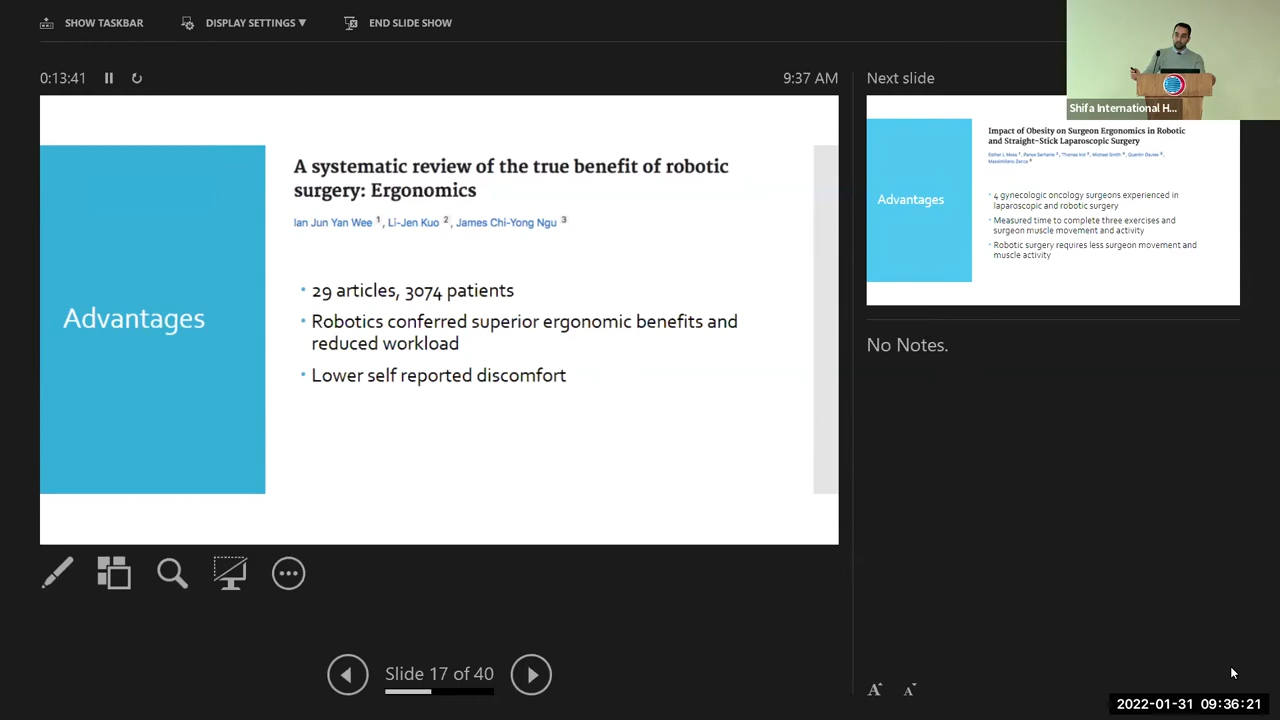 SHOW TASKBAR
DISPLAY SETTINGS ▼
END SLIDE SHOW
0:13:41
9:37 AM
A systematic review of the true benefit of robotic
surgery: Ergonomics
Ian Jun Yan Wee 1, Li-Jen Kuo 2, James Chi-Yong Ngu 3
Advantages
• 29 articles, 3074 patients
• Robotics conferred superior ergonomic benefits and
reduced workload
• Lower self reported discomfort
Slide 17 of 40
Next slide
Shifa International H...
Impact of Obesity on Surgeon Ergonomics in Robotic
and Straight-Stick Laparoscopic Surgery
Esther L Moss, Thomas Ind, Michael Smith, Quentin Davies,
Advantages
• 4 gynecologic oncology surgeons experienced in
laparoscopic and robotic surgery
• Measured time to complete three exercises and
surgeon muscle movement and activity
• Robotic surgery requires less surgeon movement and
muscle activity
No Notes.
A A
2022-01-31 09:36:21